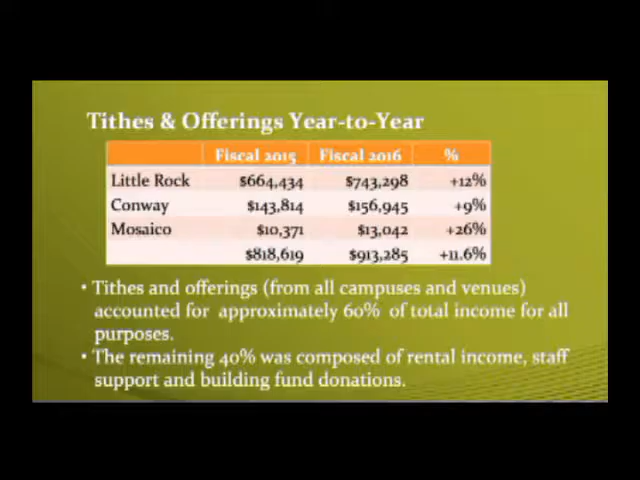 Tithes & Offerings Year-to-Year
Fiscal 2015 Fiscal 2016 %
Little Rock $664,434 $743,298 +12%
Conway $143,814 $156,945 +9%
Mosaico $10,371 $13,042 +26%
$818,619 $913,285 +11.6%
• Tithes and offerings (from all campuses and venues)
accounted for approximately 60% of total income for all
purposes.
• The remaining 40% was composed of rental income, staff
support and building fund donations.